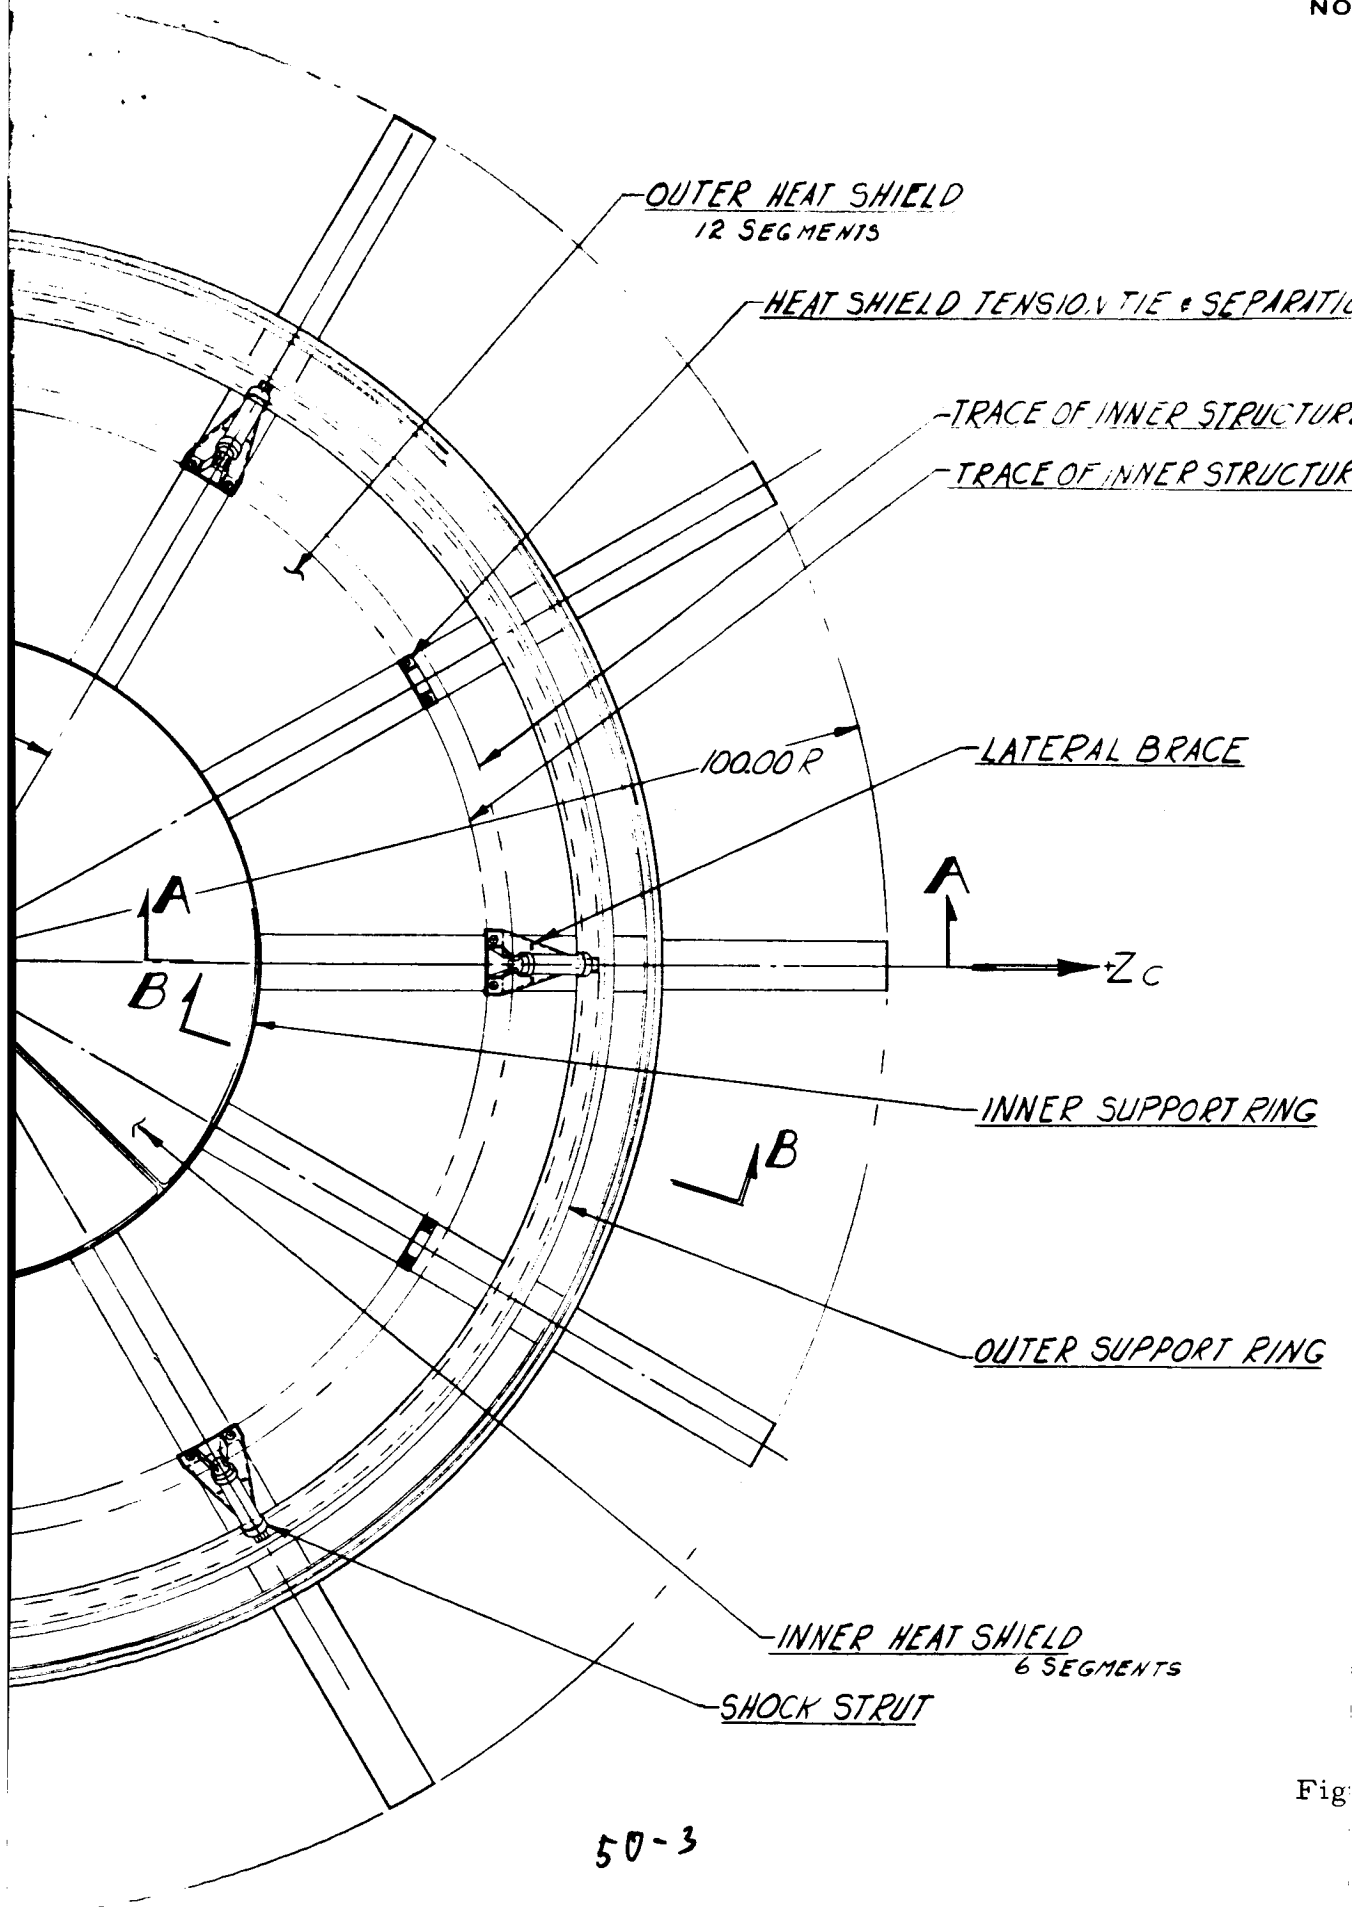 NO
OUTER HEAT SHIELD
12 SEGMENTS
HEAT SHIELD TENSION TIE & SEPARATIO
TRACE OF INNER STRUCTURE
TRACE OF INNER STRUCTUR
100.00 R
LATERAL BRACE
A
A
+Z C
B
INNER SUPPORT RING
B
OUTER SUPPORT RING
INNER HEAT SHIELD
6 SEGMENTS
SHOCK STRUT
Fig
50-3